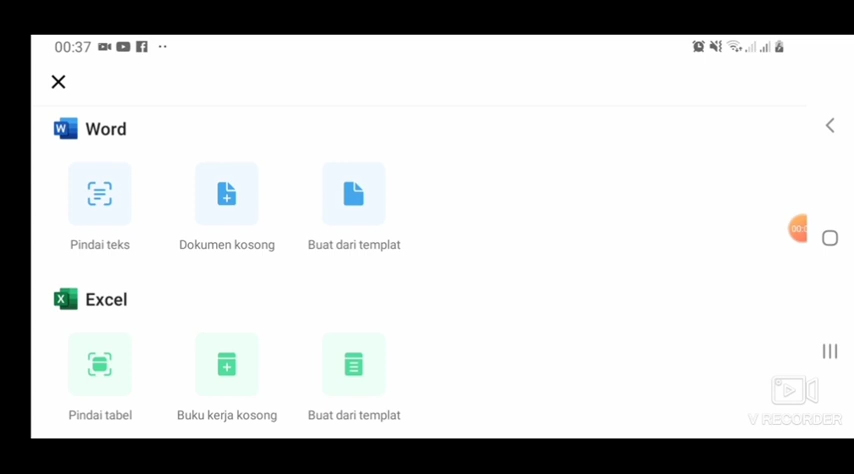 00:37
Word
Pindai teks
Dokumen kosong
Buat dari templat
Excel
Pindai tabel
Buku kerja kosong
Buat dari templat
V RECORDER